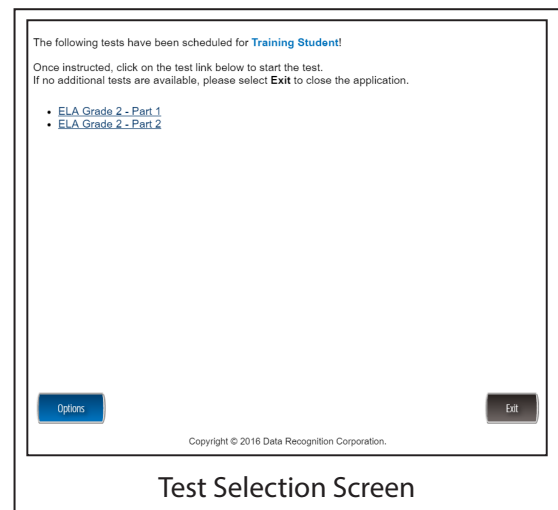 The following tests have been scheduled for Training Student!
Once instructed, click on the test link below to start the test.
If no additional tests are available, please select Exit to close the application.
• ELA Grade 2 - Part 1
• ELA Grade 2 - Part 2
Options
Exit
Copyright © 2016 Data Recognition Corporation.
Test Selection Screen